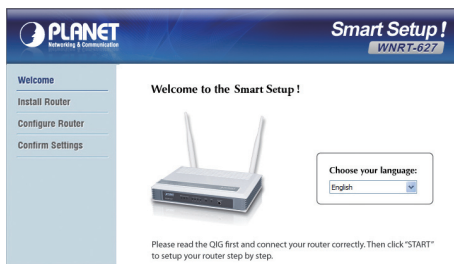 PLANET
Networking & Communication
Smart Setup !
WNRT-627
Welcome
Install Router
Configure Router
Confirm Settings
Welcome to the Smart Setup !
Choose your language:
English
Please read the QIG first and connect your router correctly. Then click "START"
to setup your router step by step.